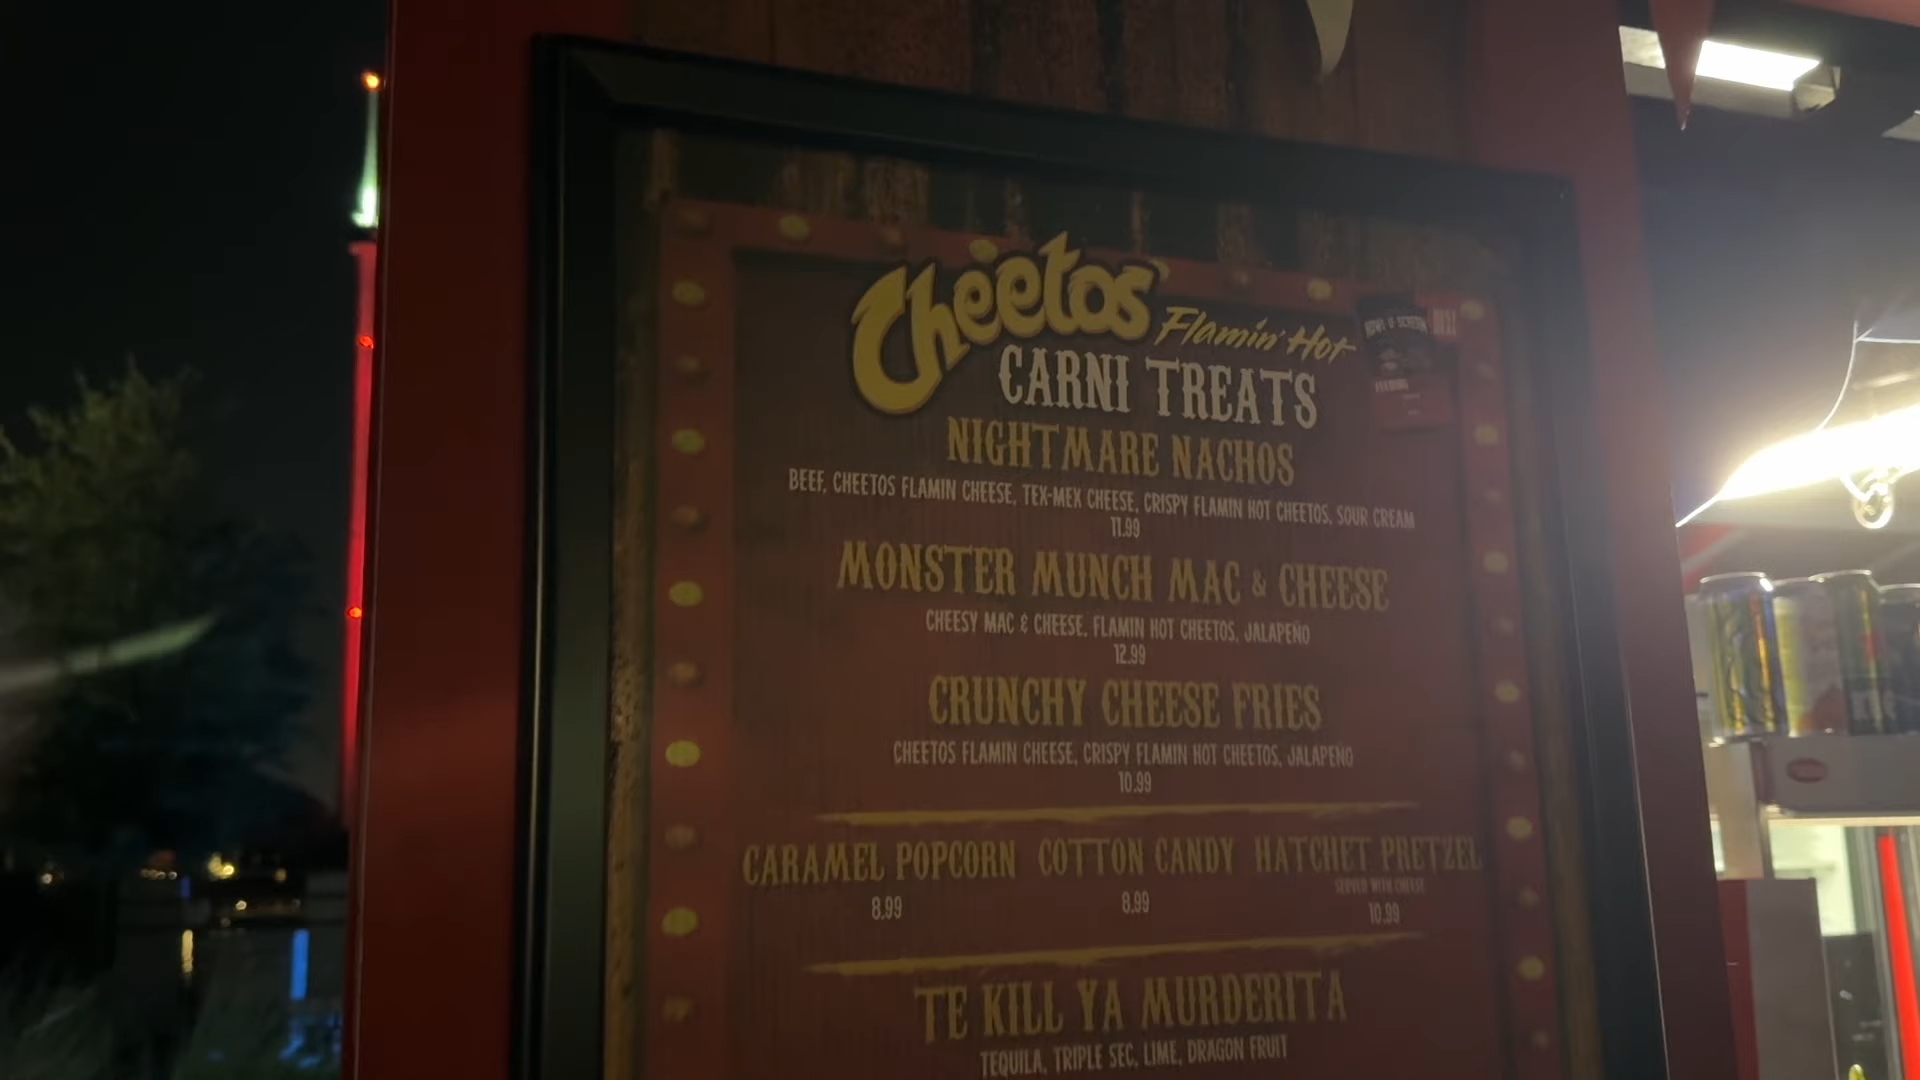 Cheetos Flamin' Hot
CARNI TREATS
HOWL-O-SCREAM
NIGHTMARE NACHOS
BEEF, CHEETOS FLAMIN CHEESE, TEX-MEX CHEESE, CRISPY FLAMIN HOT CHEETOS, SOUR CREAM
11.99
MONSTER MUNCH MAC & CHEESE
CHEESY MAC & CHEESE, FLAMIN HOT CHEETOS, JALAPEÑO
12.99
CRUNCHY CHEESE FRIES
CHEETOS FLAMIN CHEESE, CRISPY FLAMIN HOT CHEETOS, JALAPEÑO
10.99
CARAMEL POPCORN COTTON CANDY HATCHET PRETZEL
SERVED WITH CHEESE
8.99 8.99 10.99
TE KILL YA MURDERITA
TEQUILA, TRIPLE SEC, LIME, DRAGON FRUIT